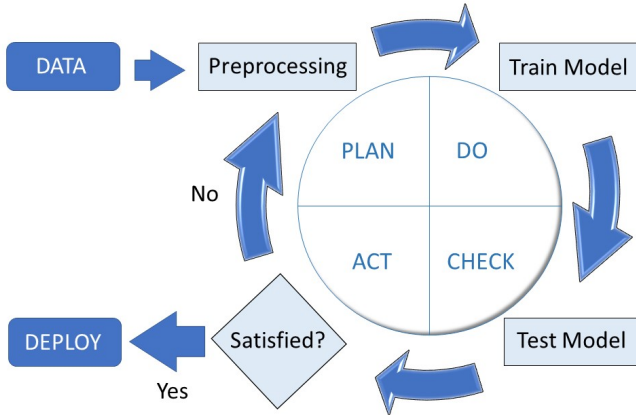 DATA
Preprocessing
Train Model
PLAN
DO
No
ACT
CHECK
DEPLOY
Satisfied?
Test Model
Yes